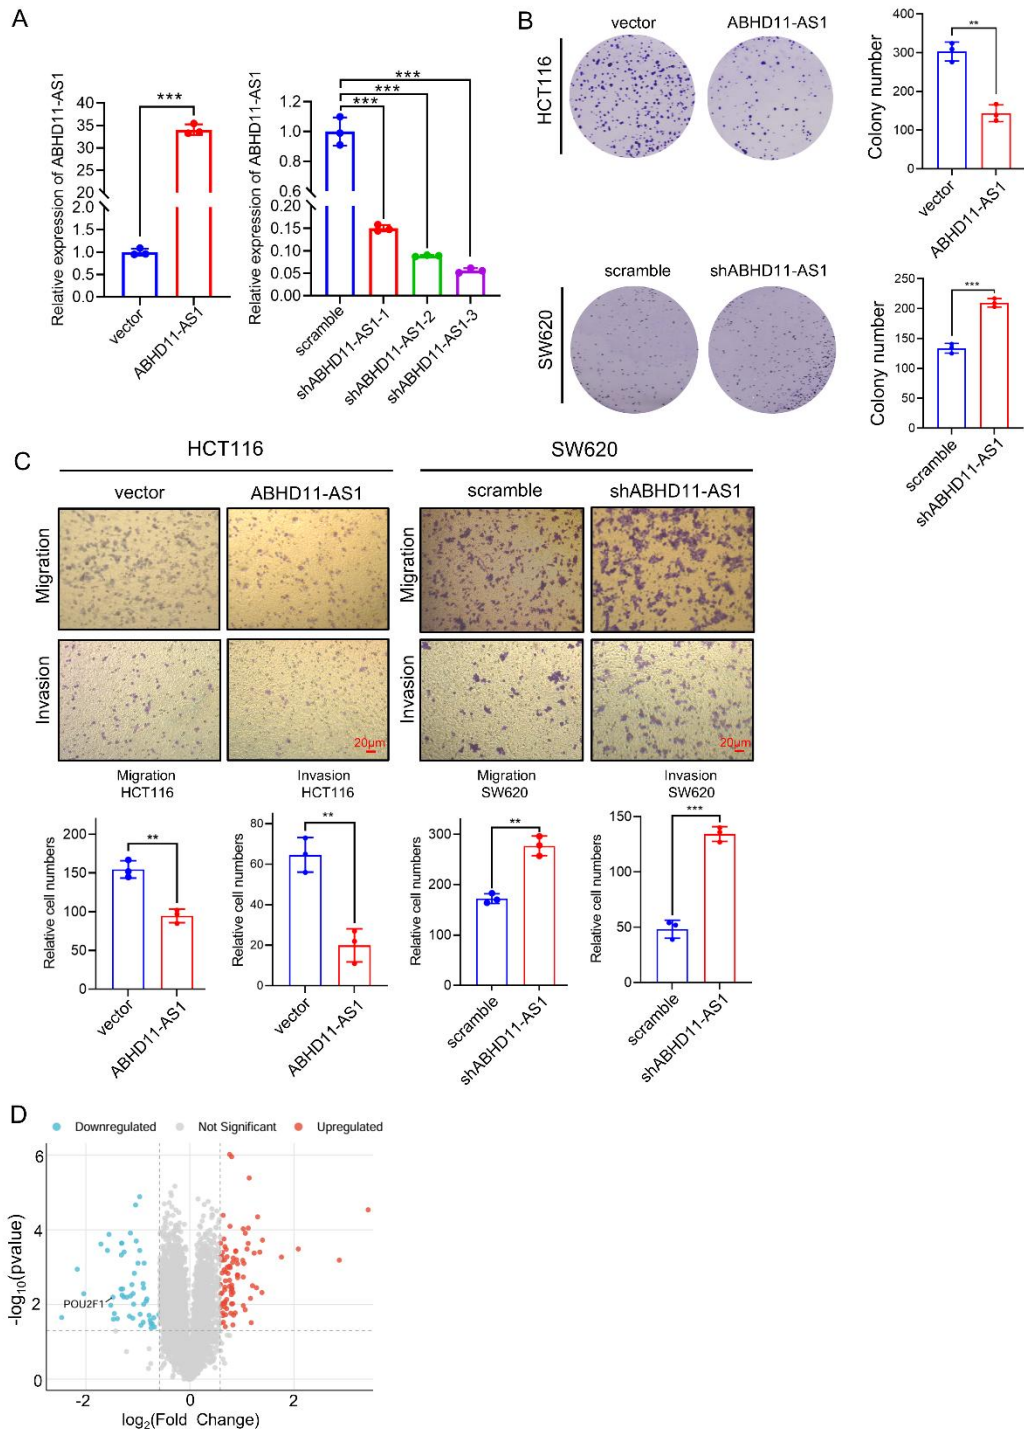 A
Relative expression of ABHD11-AS1
40
35
30
25
20
2.0
1.5
1.0
0.5
0.0
***
vector
ABHD11-AS1
Relative expression of ABHD11-AS1
1.2
1.0
0.8
0.6
0.20
0.15
0.10
0.05
0.00
***
***
***
scramble
shABHD11-AS1-1
shABHD11-AS1-2
shABHD11-AS1-3
B
vector
ABHD11-AS1
HCT116
Colony number
400
300
200
100
0
**
vector
ABHD11-AS1
scramble
shABHD11-AS1
SW620
Colony number
250
200
150
100
50
0
***
scramble
shABHD11-AS1
C
HCT116
SW620
vector
ABHD11-AS1
scramble
shABHD11-AS1
Migration
Migration
Invasion
Invasion
20μm
20μm
Migration
HCT116
Relative cell numbers
200
150
100
50
0
**
vector
ABHD11-AS1
Invasion
HCT116
Relative cell numbers
80
60
40
20
0
**
vector
ABHD11-AS1
Migration
SW620
Relative cell numbers
300
200
100
0
**
scramble
shABHD11-AS1
Invasion
SW620
Relative cell numbers
150
100
50
0
***
scramble
shABHD11-AS1
D
Downregulated
Not Significant
Upregulated
-log10(pvalue)
6
4
2
0
POU2F1
-2
0
2
log2(Fold Change)